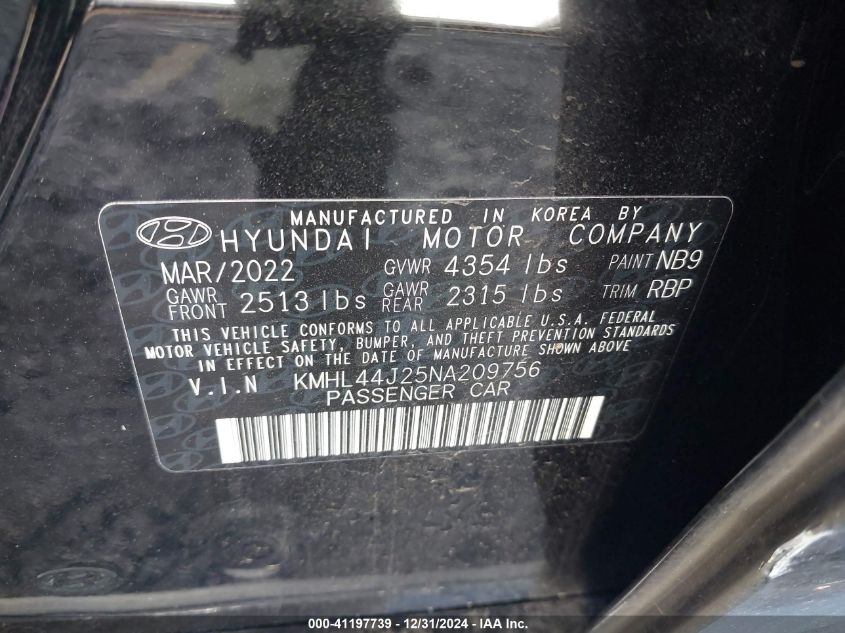 MANUFACTURED IN KOREA BY
HYUNDAI MOTOR COMPANY
MAR/2022 GVWR 4354 lbs PAINT NB9
GAWR FRONT 2513 lbs GAWR REAR 2315 lbs TRIM RBP
THIS VEHICLE CONFORMS TO ALL APPLICABLE U.S.A. FEDERAL
MOTOR VEHICLE SAFETY, BUMPER, AND THEFT PREVENTION STANDARDS
IN EFFECT ON THE DATE OF MANUFACTURE SHOWN ABOVE
V.I.N KMHL44J25NA209756
PASSENGER CAR
000-41197739 - 12/31/2024 - IAA Inc.